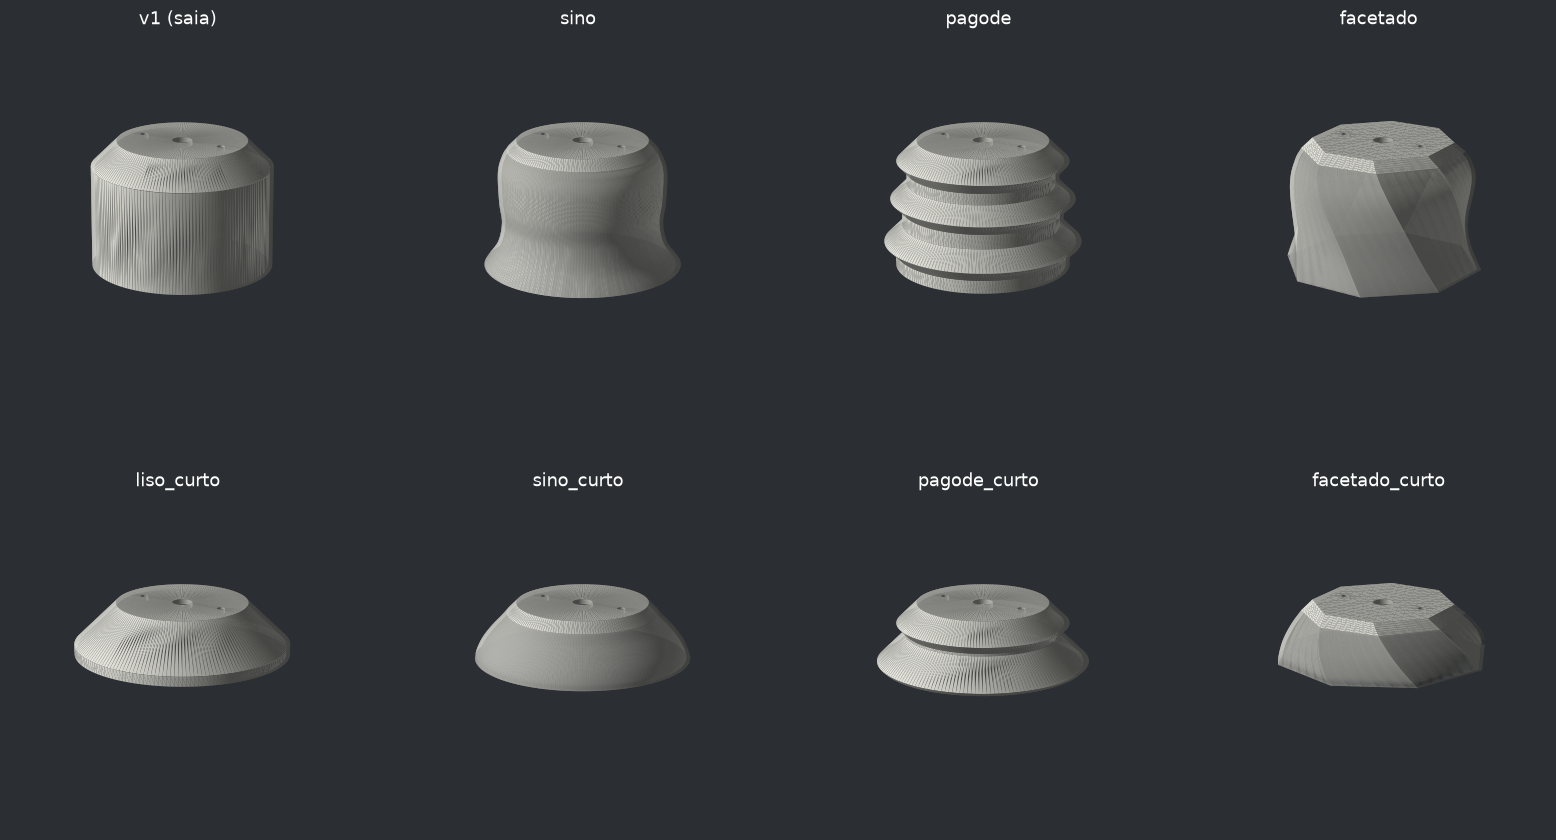 v1 (saia)
sino
pagode
facetado
liso_curto
sino_curto
pagode_curto
facetado_curto